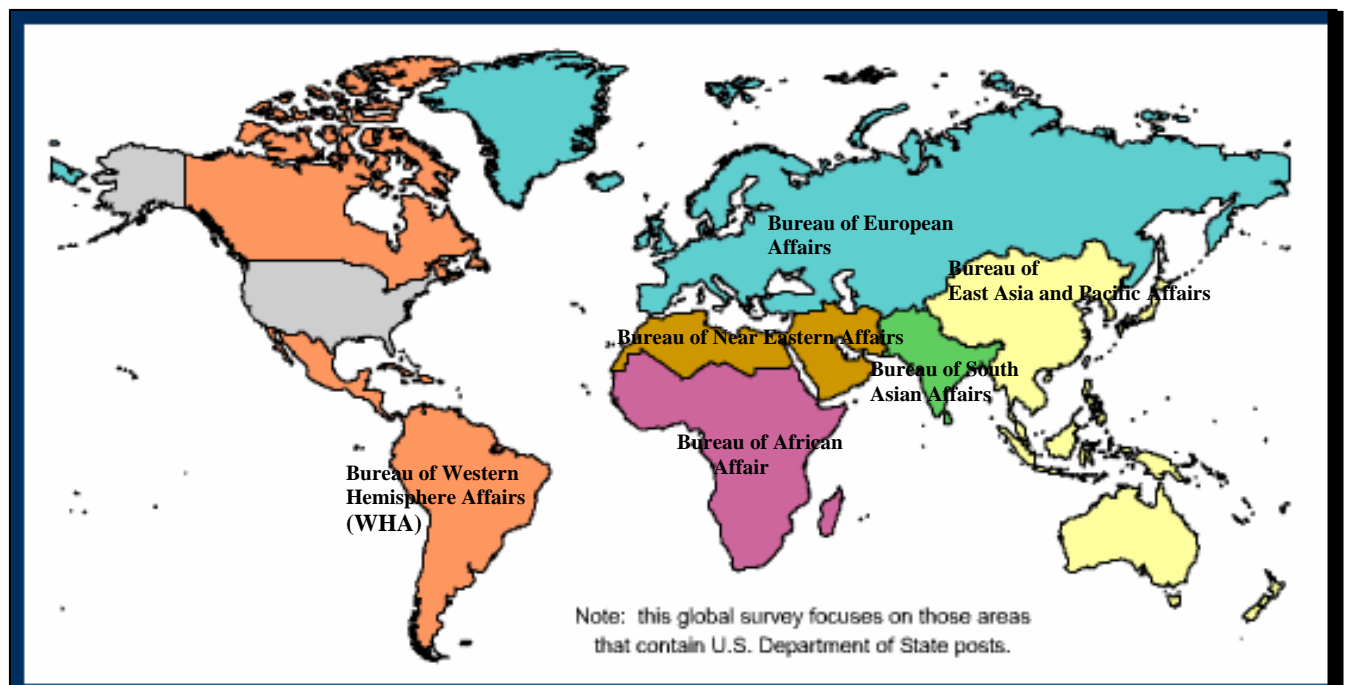 Bureau of European
Affairs
Bureau of
East Asia and Pacific Affairs
Bureau of Near Eastern Affairs
Bureau of South
Asian Affairs
Bureau of African
Affair
Bureau of Western
Hemisphere Affairs
(WHA)
Note: this global survey focuses on those areas
that contain U.S. Department of State posts.